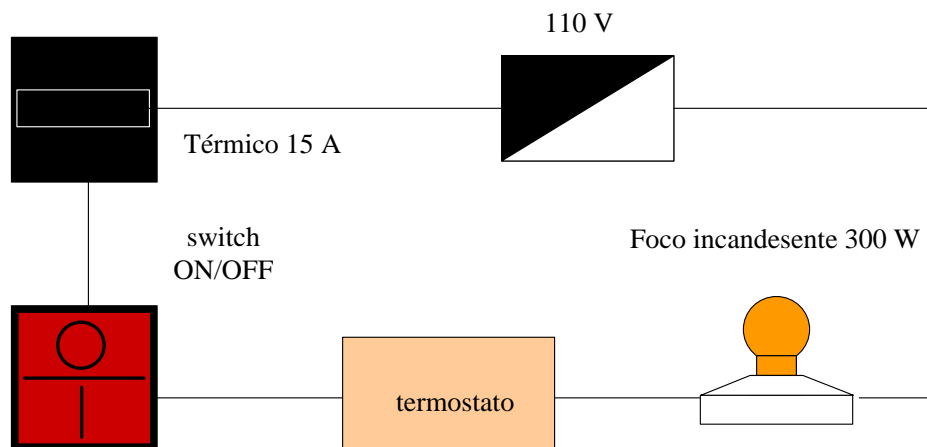 110 V
Térmico 15 A
switch
ON/OFF
Foco incandesente 300 W
termostato